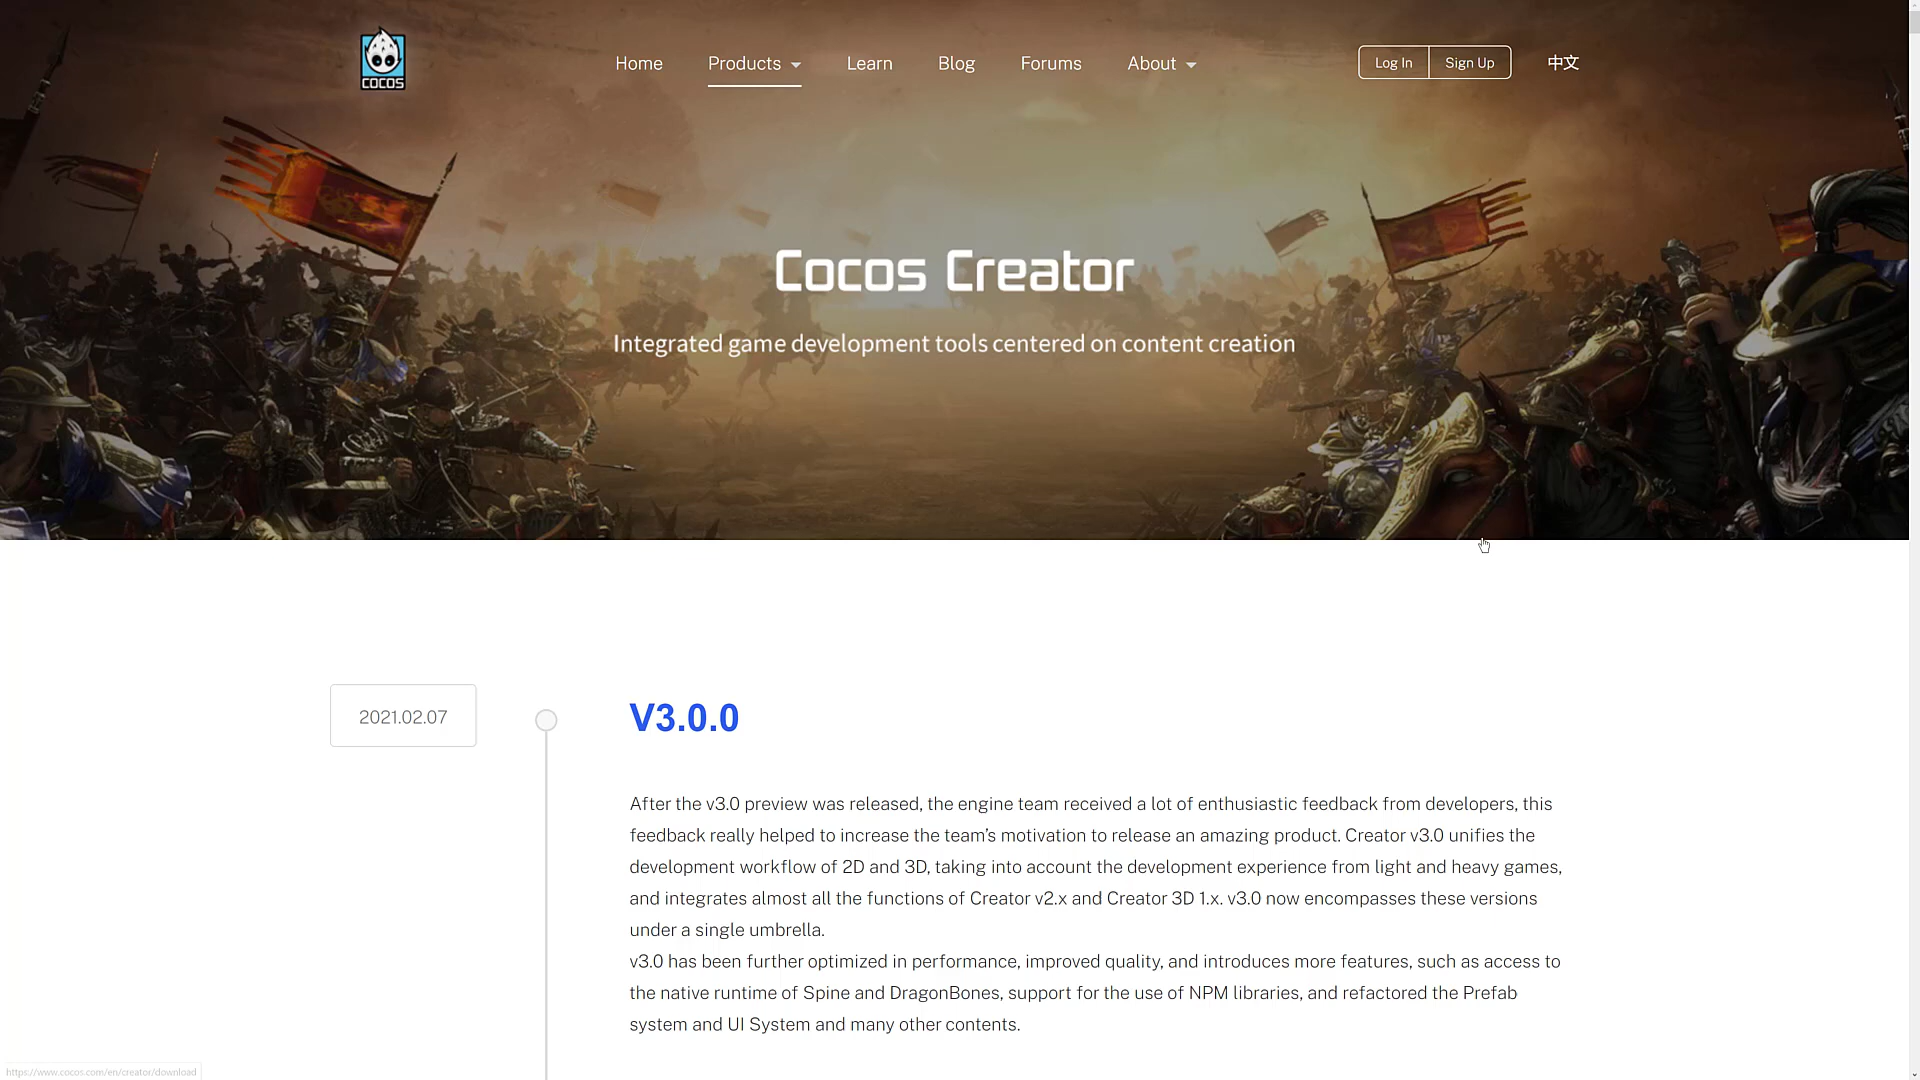 COCOS
Home Products Learn Blog Forums About Log In Sign Up 中文
Cocos Creator
Integrated game development tools centered on content creation
2021.02.07
V3.0.0
After the v3.0 preview was released, the engine team received a lot of enthusiastic feedback from developers, this
feedback really helped to increase the team’s motivation to release an amazing product. Creator v3.0 unifies the
development workflow of 2D and 3D, taking into account the development experience from light and heavy games,
and integrates almost all the functions of Creator v2.x and Creator 3D 1.x. v3.0 now encompasses these versions
under a single umbrella.
v3.0 has been further optimized in performance, improved quality, and introduces more features, such as access to
the native runtime of Spine and DragonBones, support for the use of NPM libraries, and refactored the Prefab
system and UI System and many other contents.
https://www.cocos.com/en/creator/download